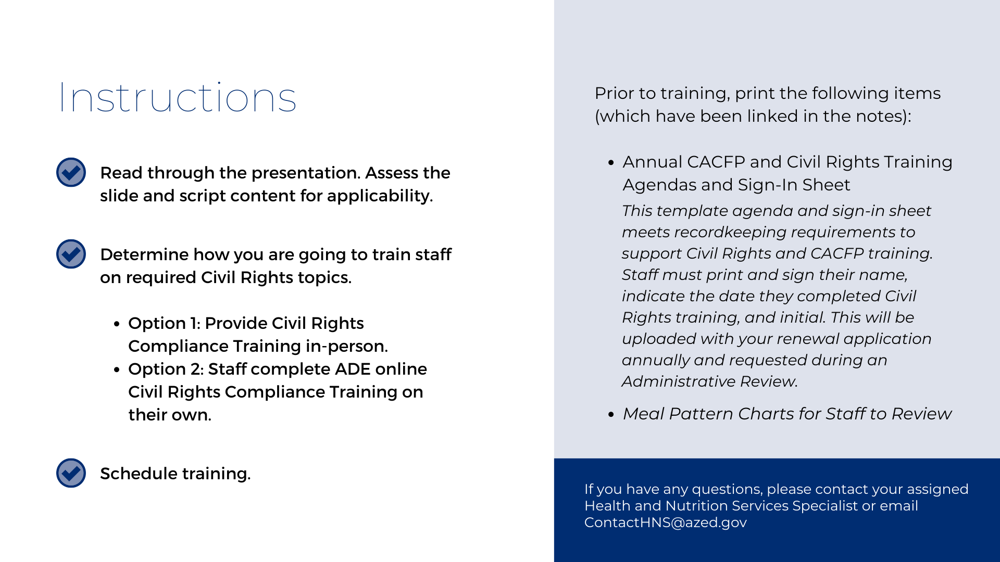 Instructions
Read through the presentation. Assess the
slide and script content for applicability.
Determine how you are going to train staff
on required Civil Rights topics.
• Option 1: Provide Civil Rights
Compliance Training in-person.
• Option 2: Staff complete ADE online
Civil Rights Compliance Training on
their own.
Schedule training.
Prior to training, print the following items
(which have been linked in the notes):
• Annual CACFP and Civil Rights Training
Agendas and Sign-In Sheet
This template agenda and sign-in sheet
meets recordkeeping requirements to
support Civil Rights and CACFP training.
Staff must print and sign their name,
indicate the date they completed Civil
Rights training, and initial. This will be
uploaded with your renewal application
annually and requested during an
Administrative Review.
• Meal Pattern Charts for Staff to Review
If you have any questions, please contact your assigned
Health and Nutrition Services Specialist or email
ContactHNS@azed.gov